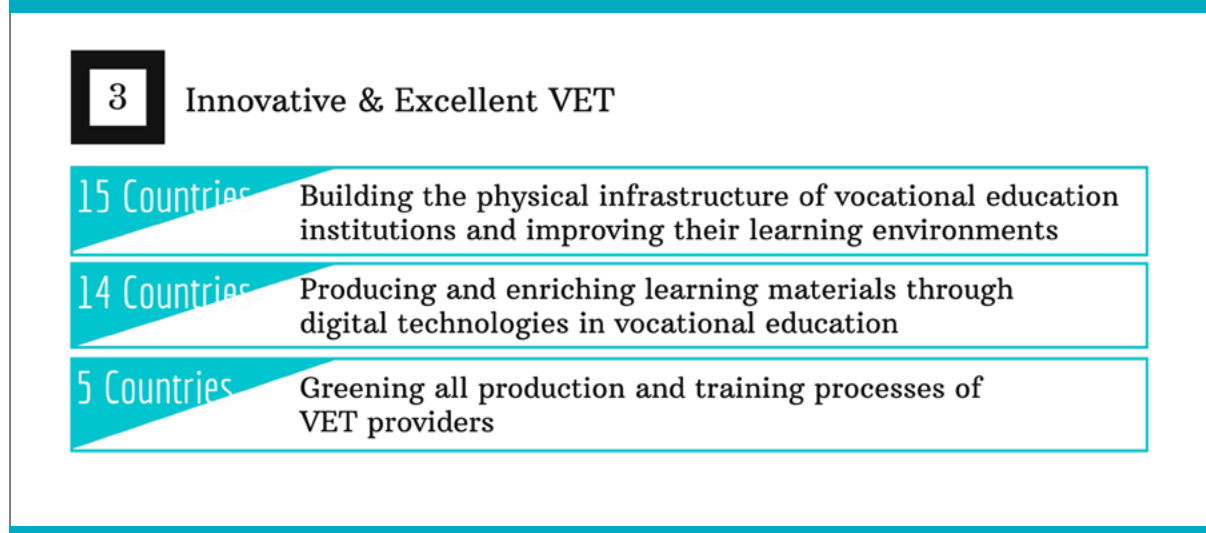 3
Innovative & Excellent VET
15 Countries
Building the physical infrastructure of vocational education
institutions and improving their learning environments
14 Countries
Producing and enriching learning materials through
digital technologies in vocational education
5 Countries
Greening all production and training processes of
VET providers